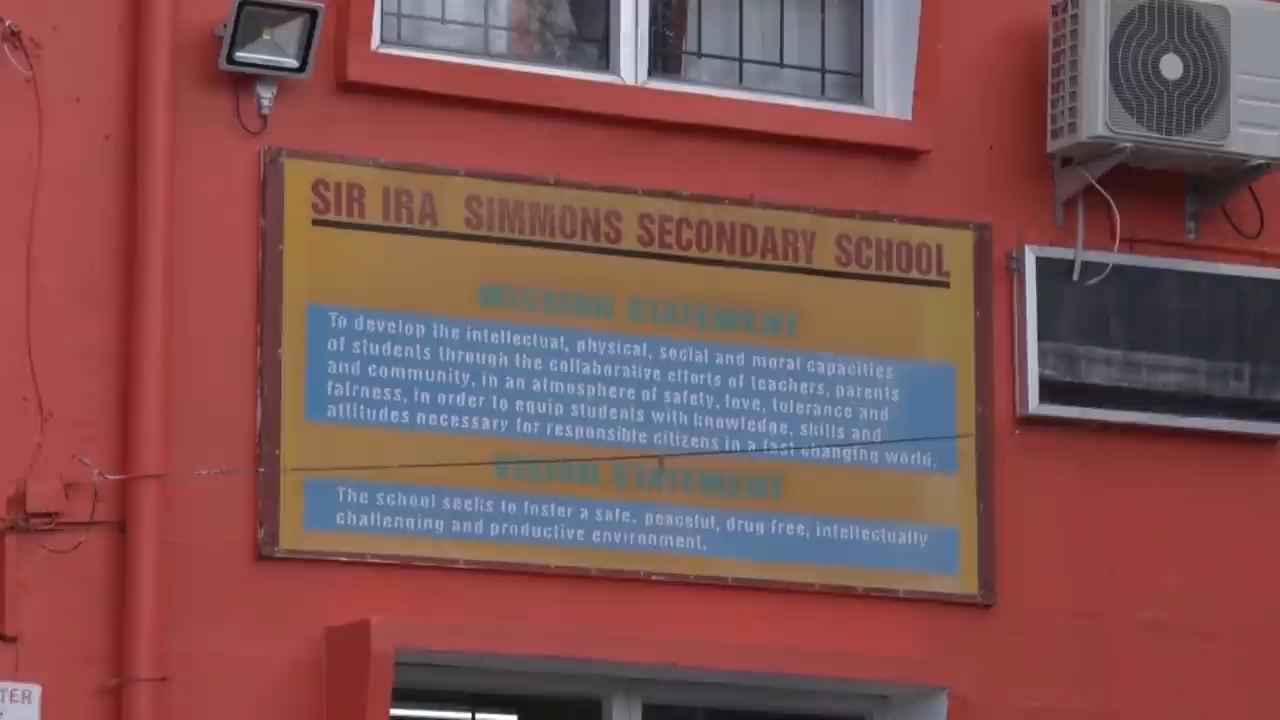 SIR IRA SIMMONS SECONDARY SCHOOL
MISSION STATEMENT
To develop the intellectual, physical, social and moral capacities
of students through the collaborative efforts of teachers, parents
and community, in an atmosphere of safety, love, tolerance and
fairness, in order to equip students with knowledge, skills and
attitudes necessary for responsible citizens in a fast changing world.
VISION STATEMENT
The school seeks to foster a safe, peaceful, drug free, intellectually
challenging and productive environment.
TER